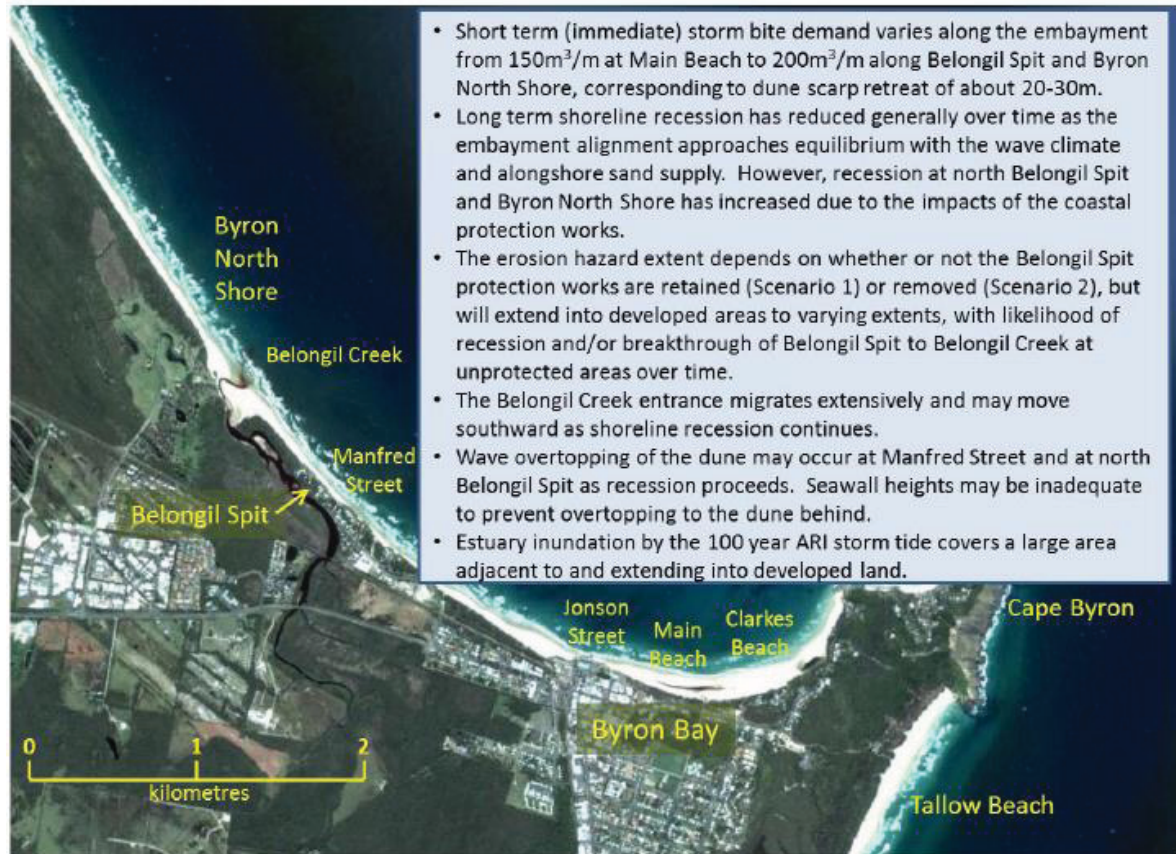 • Short term (immediate) storm bite demand varies along the embayment
from 150m³/m at Main Beach to 200m³/m along Belongil Spit and Byron
North Shore, corresponding to dune scarp retreat of about 20-30m.
• Long term shoreline recession has reduced generally over time as the
embayment alignment approaches equilibrium with the wave climate
and alongshore sand supply.  However, recession at north Belongil Spit
and Byron North Shore has increased due to the impacts of the coastal
protection works.
• The erosion hazard extent depends on whether or not the Belongil Spit
protection works are retained (Scenario 1) or removed (Scenario 2), but
will extend into developed areas to varying extents, with likelihood of
recession and/or breakthrough of Belongil Spit to Belongil Creek at
unprotected areas over time.
• The Belongil Creek entrance migrates extensively and may move
southward as shoreline recession continues.
• Wave overtopping of the dune may occur at Manfred Street and at north
Belongil Spit as recession proceeds.  Seawall heights may be inadequate
to prevent overtopping to the dune behind.
• Estuary inundation by the 100 year ARI storm tide covers a large area
adjacent to and extending into developed land.
Byron
North
Shore
Belongil Creek
Manfred
Street
Belongil Spit
Jonson
Street
Main
Beach
Clarkes
Beach
Cape Byron
Byron Bay
Tallow Beach
0 1 2
kilometres